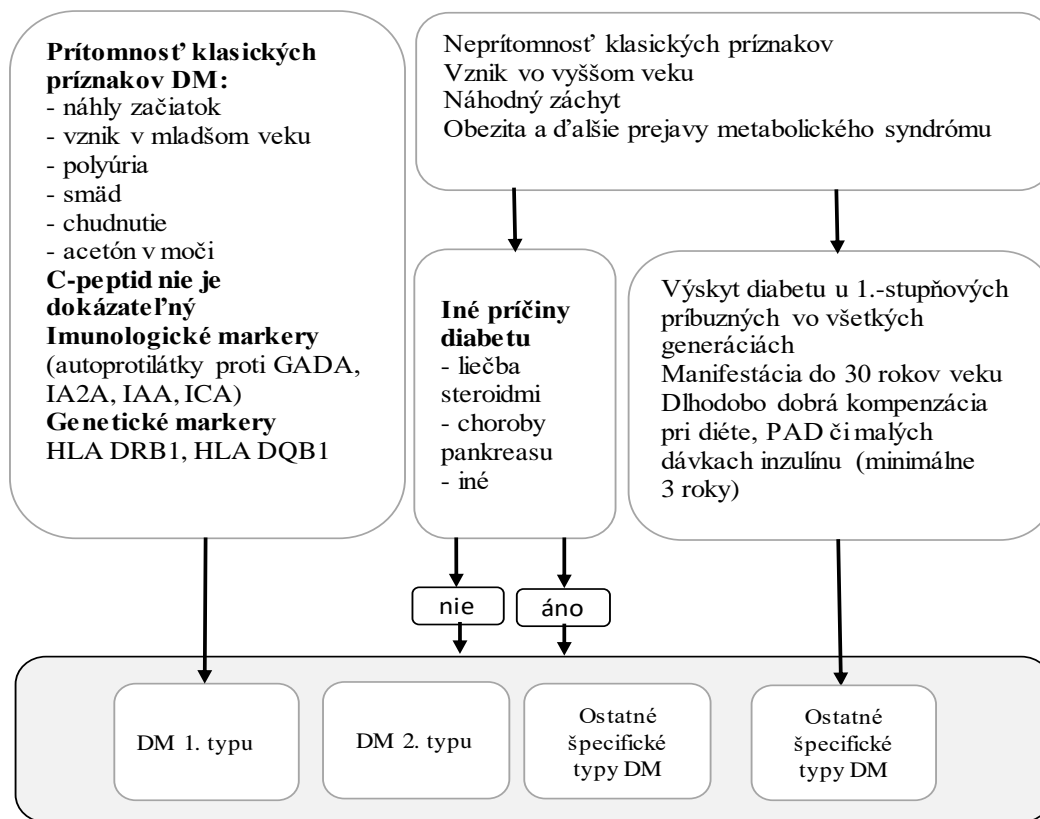 Prítomnosť klasických
príznakov DM:
- náhly začiatok
- vznik v mladšom veku
- polyúria
- smäd
- chudnutie
- acetón v moči
C-peptid nie je
dokázateľný
Imunologické markery
(autoprotilátky proti GADA,
IA2A, IAA, ICA)
Genetické markery
HLA DRB1, HLA DQB1
Neprítomnosť klasických príznakov
Vznik vo vyššom veku
Náhodný záchyt
Obezita a ďalšie prejavy metabolického syndrómu
Iné príčiny
diabetu
- liečba
steroidmi
- choroby
pankreasu
- iné
Výskyt diabetu u 1.-stupňových
príbuzných vo všetkých
generáciách
Manifestácia do 30 rokov veku
Dlhodobo dobrá kompenzácia
pri diéte, PAD či malých
dávkach inzulínu (minimálne
3 roky)
nie
áno
DM 1. typu
DM 2. typu
Ostatné
špecifické
typy DM
Ostatné
špecifické
typy DM